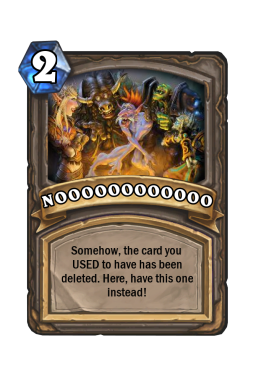 2
NOOOOOOOOOOOO
Somehow, the card you
USED to have has been
deleted. Here, have this one
instead!